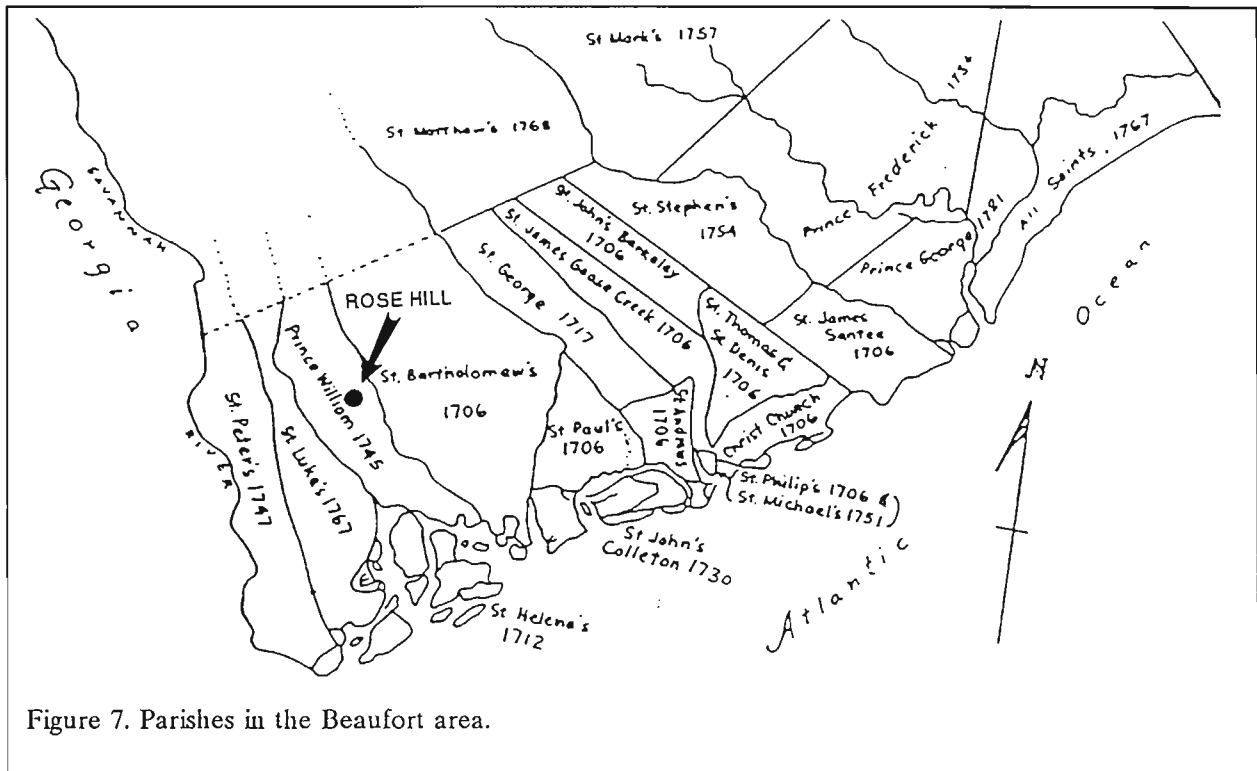 St Mark's 1757
St Matthew's 1768
Prince Frederick 1734
All Saints, 1767
Prince George 1721
St. Stephen's
1754
St. John's Berkeley
1706
St. James Goose Creek 1706
St. George 1717
St. Thomas &
St Denis
1706
St. James
Santee
1706
Georgia
SAVANNAH
RIVER
ROSE HILL
Prince William 1745
St. Bartholomew's
1706
St. Peter's 1747
St Luke's 1767
St Paul's
1706
St Andrews
1706
Christ Church
1706
St. Philip's 1706 &
St. Michael's 1751
St John's
Colleton 1730
St Helena's
1712
Atlantic
Ocean
N
Figure 7. Parishes in the Beaufort area.